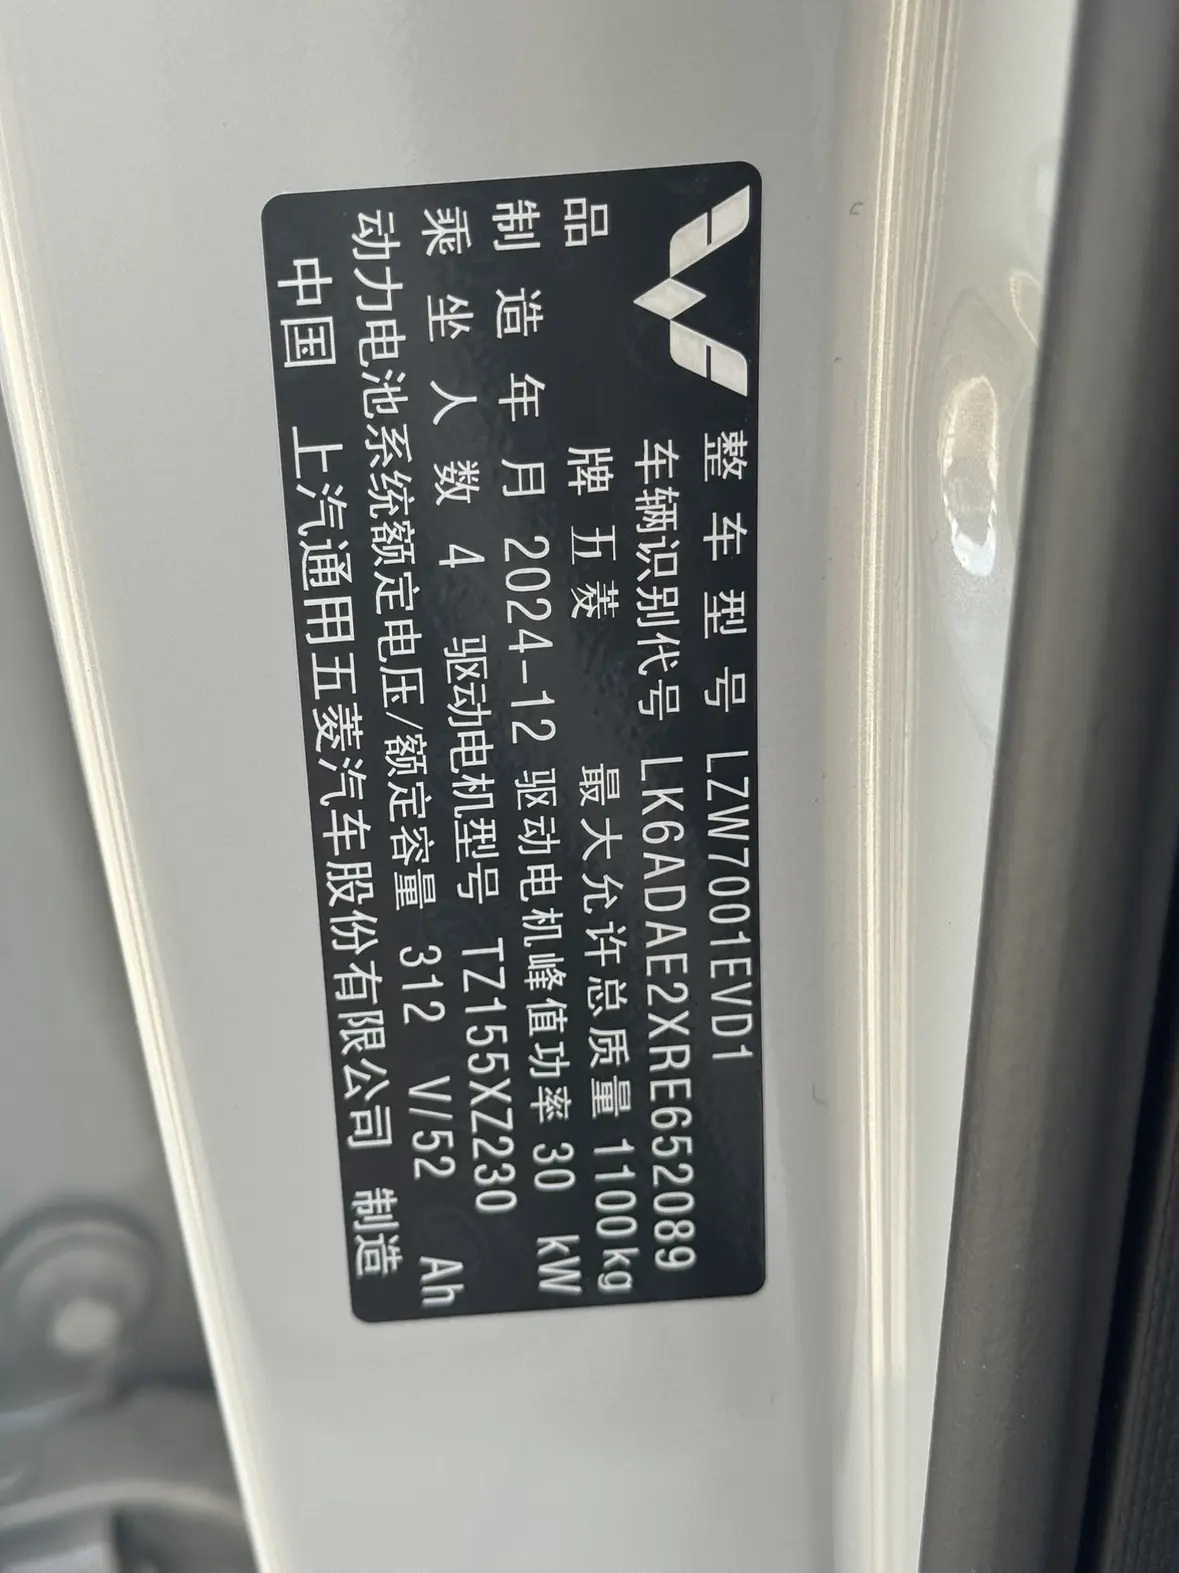 整车型号 LZW7001EVD1
车辆识别代号 LK6ADAE2XRE652089
品牌 五菱 最大允许总质量 1100kg
制造年月 2024-12 驱动电机峰值功率 30 kW
乘坐人数 4 驱动电机型号 TZ155XZ230
动力电池系统额定电压/额定容量 312 V/52 Ah
中国 上汽通用五菱汽车股份有限公司 制造